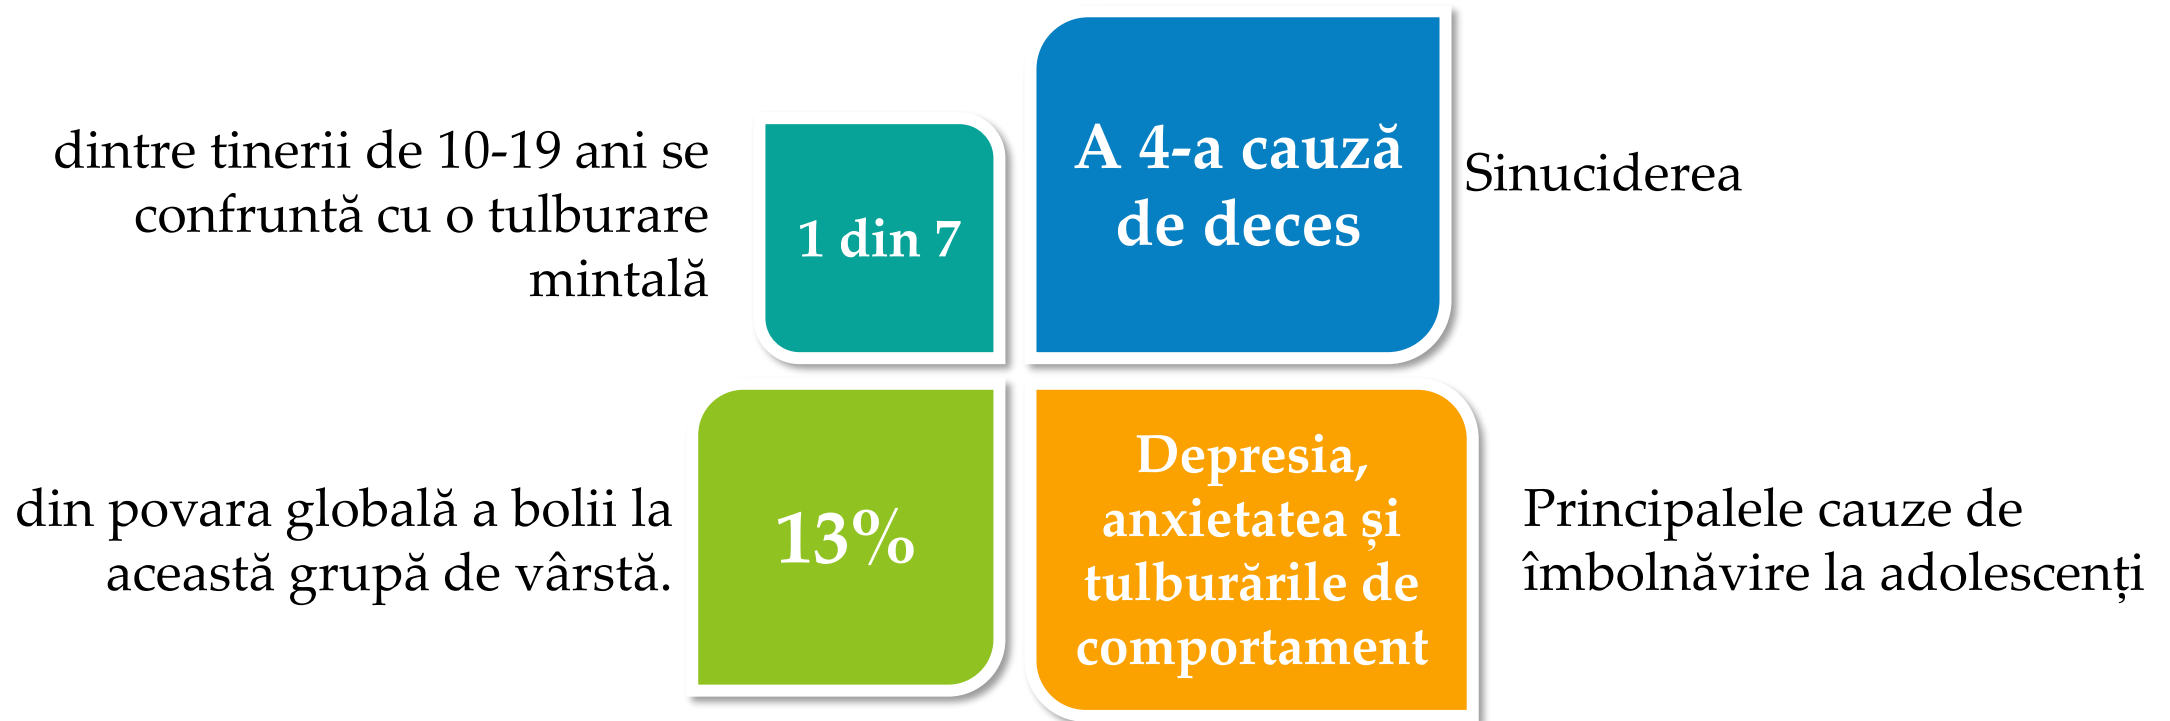 dintre tinerii de 10-19 ani se
confruntă cu o tulburare
mintală
1 din 7
A 4-a cauză
de deces
Sinuciderea
din povara globală a bolii la
această grupă de vârstă.
13%
Depresia,
anxietatea și
tulburările de
comportament
Principalele cauze de
îmbolnăvire la adolescenți